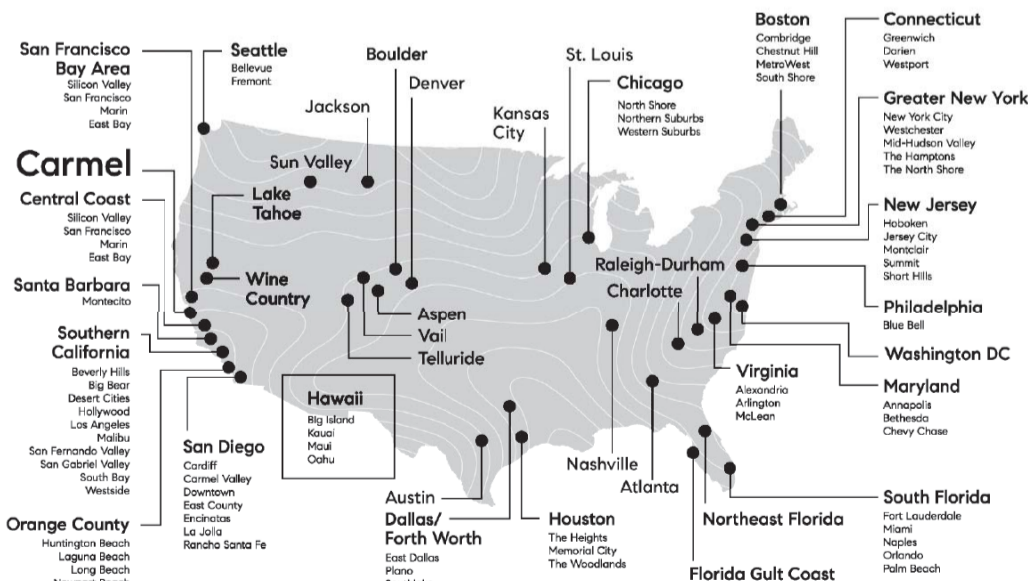 San Francisco
Bay Area
Silicon Valley
San Francisco
Marin
East Bay
Seattle
Bellevue
Fremont
Carmel
Central Coast
Silicon Valley
San Francisco
Marin
East Bay
Santa Barbara
Montecito
Southern
California
Beverly Hills
Big Bear
Desert Cities
Hollywood
Los Angeles
Malibu
San Fernando Valley
San Gabriel Valley
South Bay
Westside
Orange County
Huntington Beach
Laguna Beach
Long Beach
Newport Beach
San Diego
Cardiff
Carmel Valley
Downtown
East County
Encinatas
La Jolla
Rancho Santa Fe
Jackson
Sun Valley
Lake
Tahoe
Wine
Country
Boulder
Denver
Aspen
Vail
Telluride
Hawaii
Big Island
Kauai
Maui
Oahu
Kansas
City
St. Louis
Chicago
North Shore
Northern Suburbs
Western Suburbs
Raleigh-Durham
Charlotte
Nashville
Atlanta
Austin
Dallas/
Forth Worth
East Dallas
Plano
Houston
The Heights
Memorial City
The Woodlands
Boston
Combridge
Chestnut Hill
MetroWest
South Shore
Connecticut
Greenwich
Darien
Westport
Greater New York
New York City
Westchester
Mid-Hudson Valley
The Hamptons
The North Shore
New Jersey
Hoboken
Jersey City
Montclair
Summit
Short Hills
Philadelphia
Blue Bell
Washington DC
Maryland
Annapolis
Bethesda
Chevy Chase
Virginia
Alexandria
Arlington
McLean
Northeast Florida
Florida Gulf Coast
South Florida
Fort Lauderdale
Miami
Naples
Orlando
Palm Beach